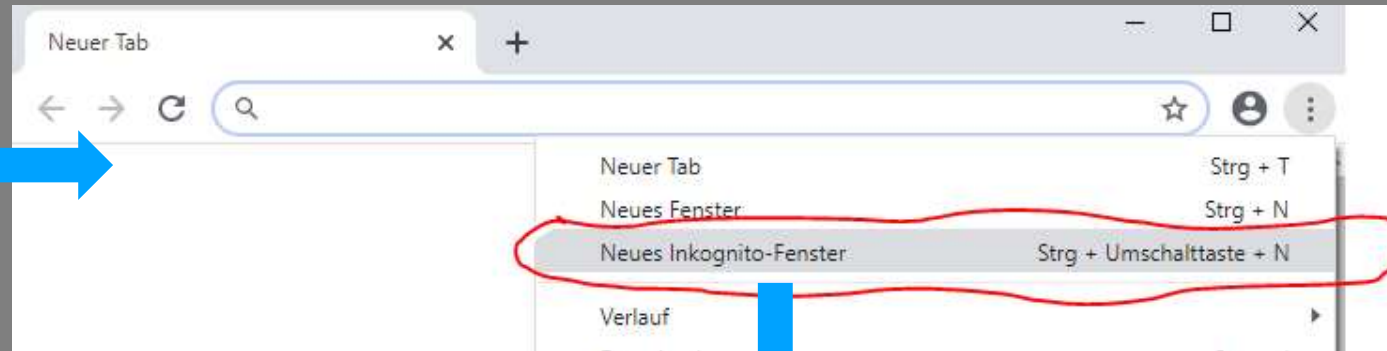 Neuer Tab
Neuer Tab Strg + T
Neues Fenster Strg + N
Neues Inkognito-Fenster Strg + Umschalttaste + N
Verlauf